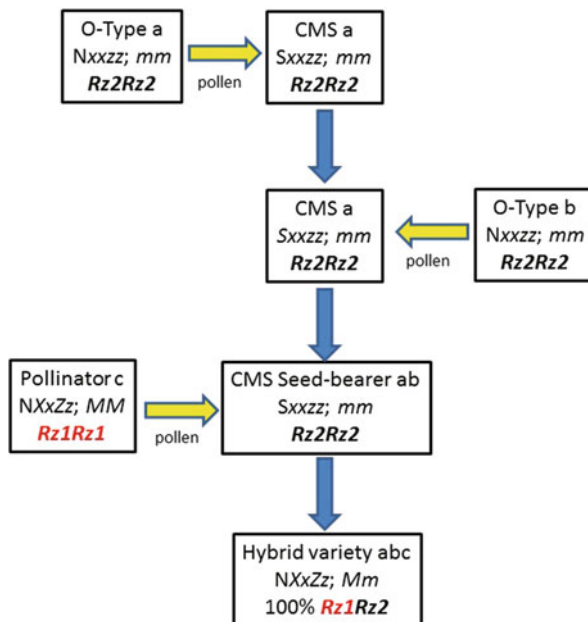 O-Type a
Nxxzz; mm
Rz2Rz2
pollen
CMS a
Sxxzz; mm
Rz2Rz2
CMS a
Sxxzz; mm
Rz2Rz2
pollen
O-Type b
Nxxzz; mm
Rz2Rz2
Pollinator c
NXxZz; MM
Rz1Rz1
pollen
CMS Seed-bearer ab
Sxxzz; mm
Rz2Rz2
Hybrid variety abc
NXxZz; Mm
100% Rz1Rz2